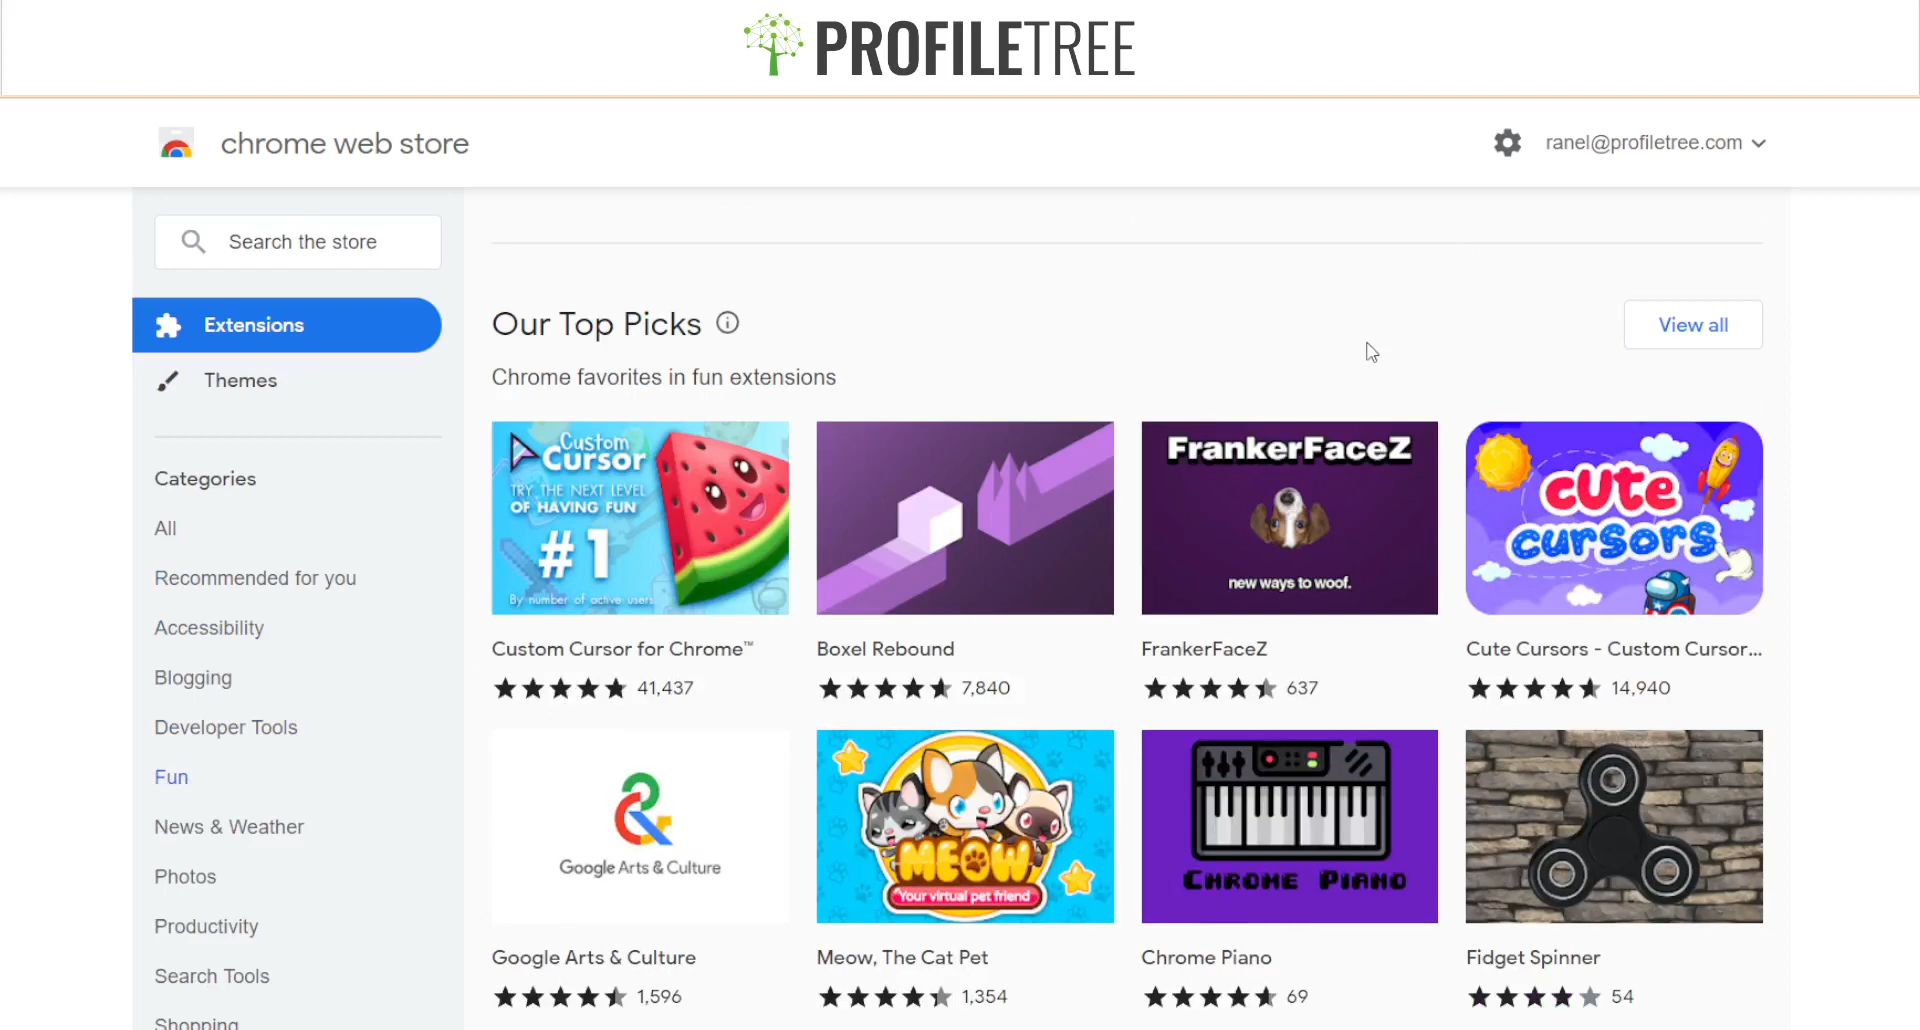 PROFILETREE
chrome web store
ranel@profiletree.com
Search the store
Extensions
Themes
Categories
All
Recommended for you
Accessibility
Blogging
Developer Tools
Fun
News & Weather
Photos
Productivity
Search Tools
Shopping
Our Top Picks
View all
Chrome favorites in fun extensions
Custom
Cursor
TRY THE NEXT LEVEL
OF HAVING FUN
#1
By number of active users
FrankerFaceZ
new ways to woof.
cute
cursors
Custom Cursor for Chrome™
41,437
Boxel Rebound
7,840
FrankerFaceZ
637
Cute Cursors - Custom Cursor...
14,940
Google Arts & Culture
MEOW
Your virtual pet friend
CHROME PIANO
Google Arts & Culture
1,596
Meow, The Cat Pet
1,354
Chrome Piano
69
Fidget Spinner
54